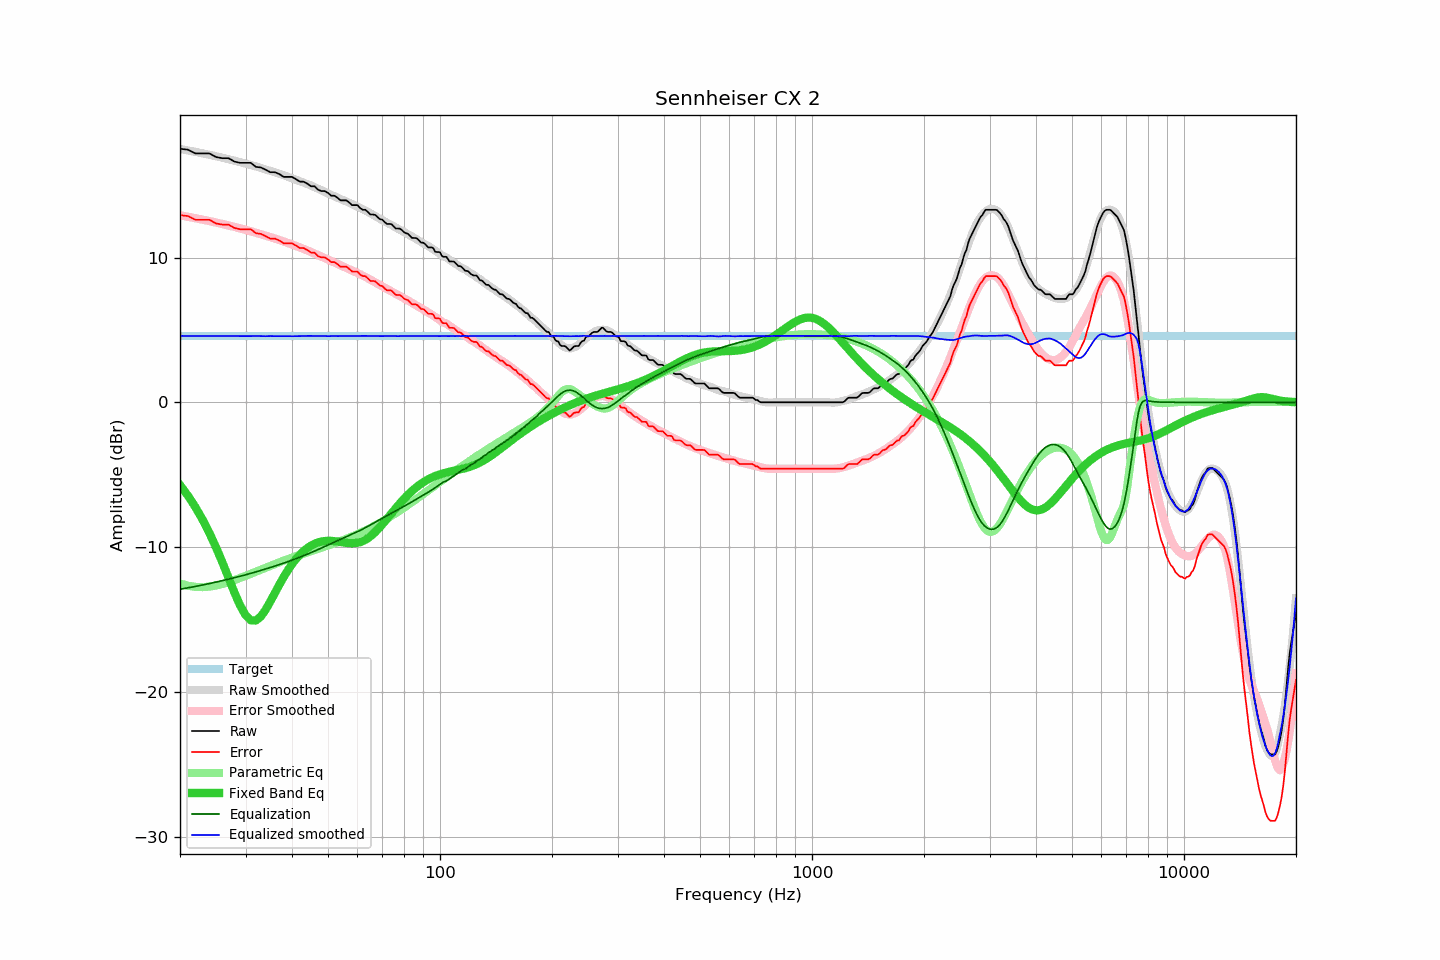 Sennheiser CX 2
Amplitude (dBr)
10
0
−10
−20
−30
Target
Raw Smoothed
Error Smoothed
Raw
Error
Parametric Eq
Fixed Band Eq
Equalization
Equalized smoothed
100
1000
10000
Frequency (Hz)